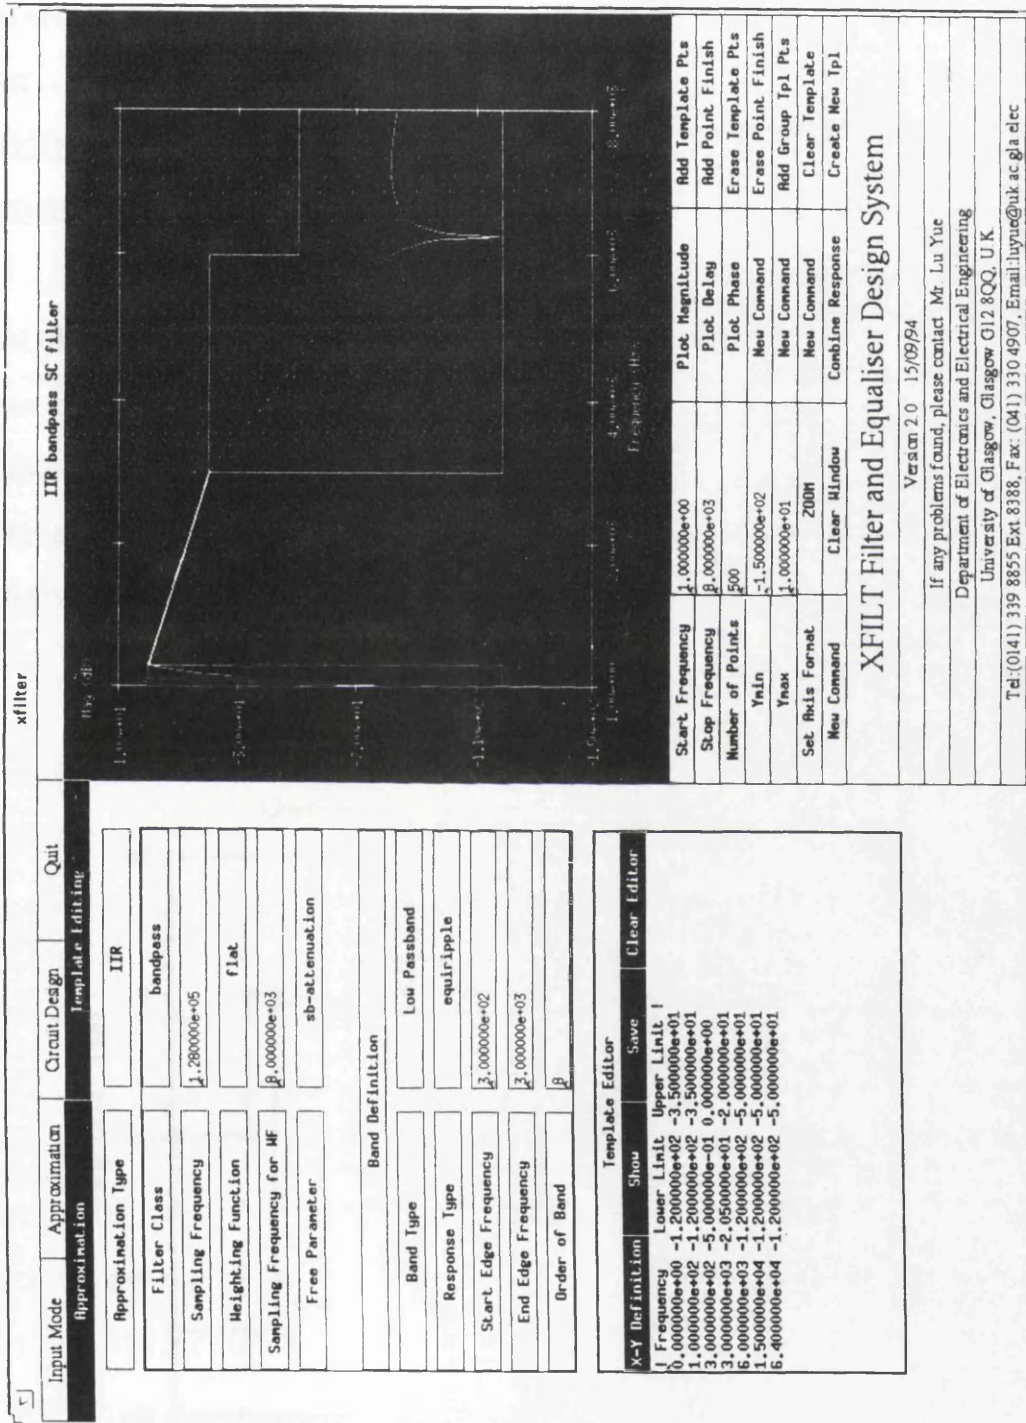 xfilter
Input Mode Approximation Circuit Design Quit
Approximation Template Editing
Approximation Type IIR
Filter Class bandpass
Sampling Frequency 1.280000e+05
Weighting Function flat
Sampling Frequency for WF 8.000000e+03
Free Parameter sb-attenuation
Band Definition
Band Type Low Passband
Response Type equiripple
Start Edge Frequency 3.000000e+02
End Edge Frequency 3.000000e+03
Order of Band 8
Template Editor
X-Y Definition Show Save Clear Editor
| Frequency Lower Limit Upper Limit |
0.0000000e+00 -1.200000e+02 -3.500000e+01
1.0000000e+02 -1.200000e+02 -3.500000e+01
3.0000000e+02 -5.000000e-01 0.000000e+00
3.0000000e+03 -2.050000e+01 -2.000000e+01
6.0000000e+03 -1.200000e+02 -5.000000e+01
1.5000000e+04 -1.200000e+02 -5.000000e+01
6.4000000e+04 -1.200000e+02 -5.000000e+01
IIR bandpass SC filter
Mag (dB)
Start Frequency 1.000000e+00 Plot Magnitude Add Template Pts
Stop Frequency 8.000000e+03 Plot Delay Add Point Finish
Number of Points 500 Plot Phase Erase Template Pts
Ymin -1.500000e+02 New Command Erase Point Finish
Ymax 1.000000e+01 New Command Add Group Tpl Pts
Set Axis Format ZOOM New Command Clear Template
New Command Clear Window Combine Response Create New Tpl
XFILT Filter and Equaliser Design System
Version 2.0 15/09/94
If any problems found, please contact Mr. Lu Yue
Department of Electronics and Electrical Engineering
University of Glasgow, Glasgow G12 8QQ, U.K
Tel:(0141) 339 8855 Ext 8388, Fax: (041) 330 4907, Email:luyue@uk.ac.gla.elec